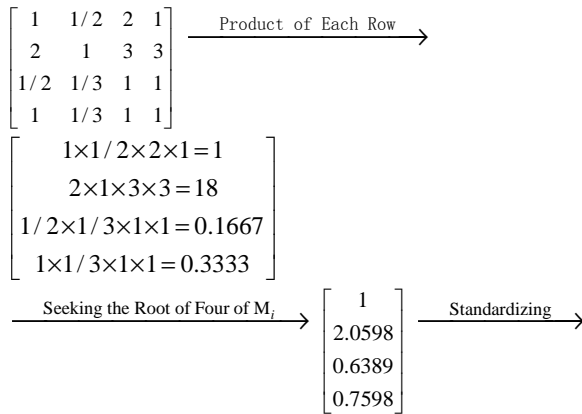 1 1/2 2 1
Product of Each Row
2 1 3 3
1/2 1/3 1 1
1 1/3 1 1
1×1/2×2×1=1
2×1×3×3=18
1/2×1/3×1×1=0.1667
1×1/3×1×1=0.3333
Seeking the Root of Four of Mi
1
2.0598
0.6389
0.7598
Standardizing